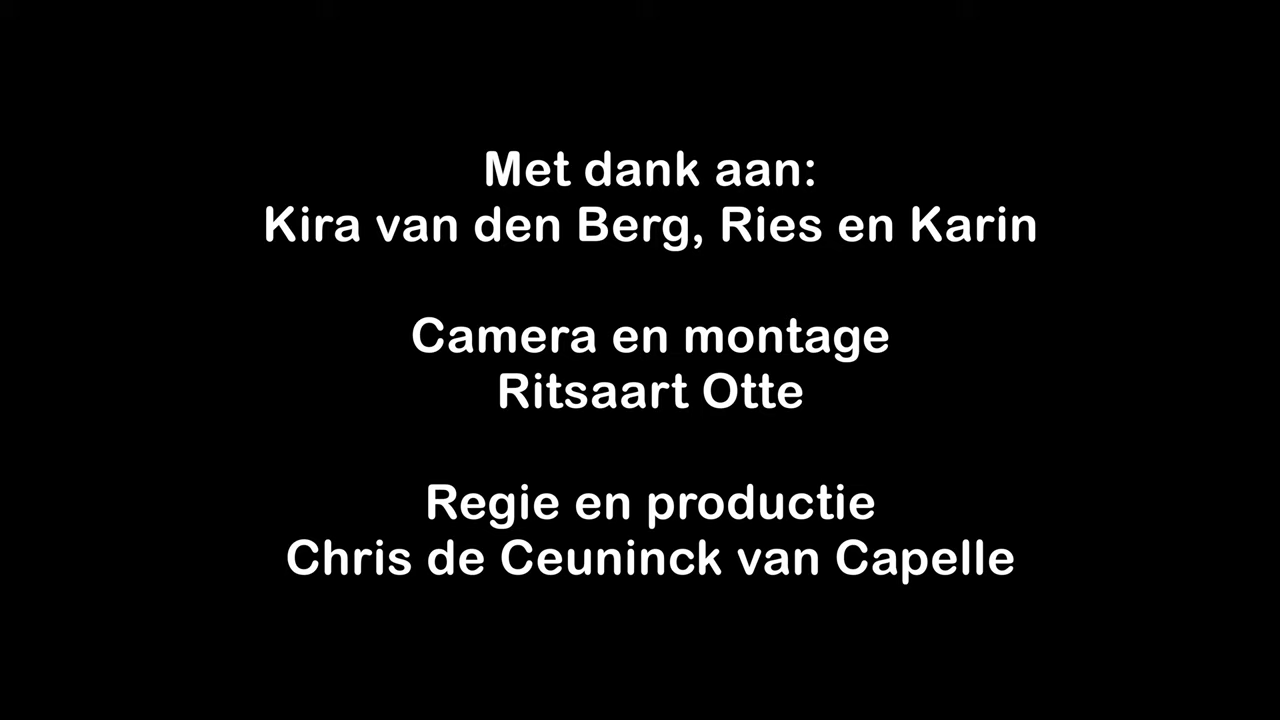 Met dank aan:
Kira van den Berg, Ries en Karin
Camera en montage
Ritsaart Otte
Regie en productie
Chris de Ceuninck van Capelle